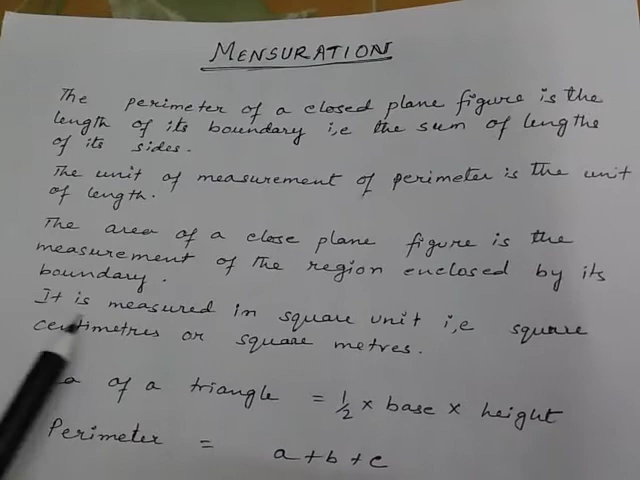 MENSURATION
The perimeter of a closed plane figure is the
length of its boundary i,e the sum of lengths
of its sides.
The unit of measurement of perimeter is the unit
of length.
The area of a close plane figure is the
measurement of the region enclosed by its
boundary.
It is measured in square unit i,e square
centimetres or square metres.
of a triangle = 1/2 × base × height
Perimeter = a+b+c